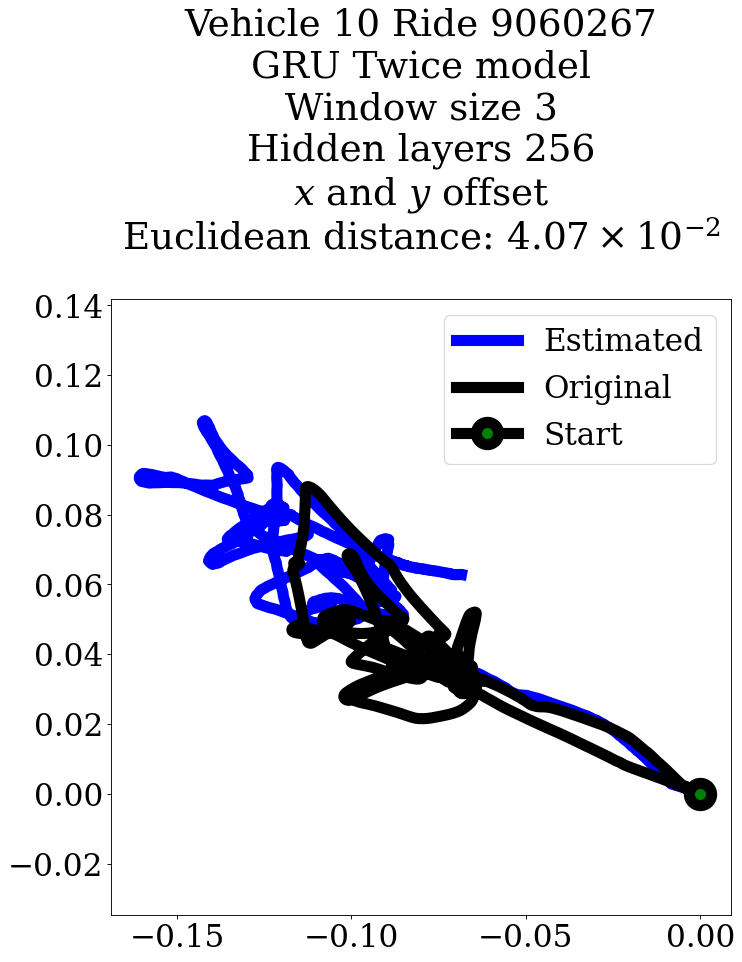 Vehicle 10 Ride 9060267
GRU Twice model
Window size 3
Hidden layers 256
x and y offset
Euclidean distance: 4.07 × 10⁻²
0.14
0.12
0.10
0.08
0.06
0.04
0.02
0.00
−0.02
Estimated
Original
Start
−0.15
−0.10
−0.05
0.00